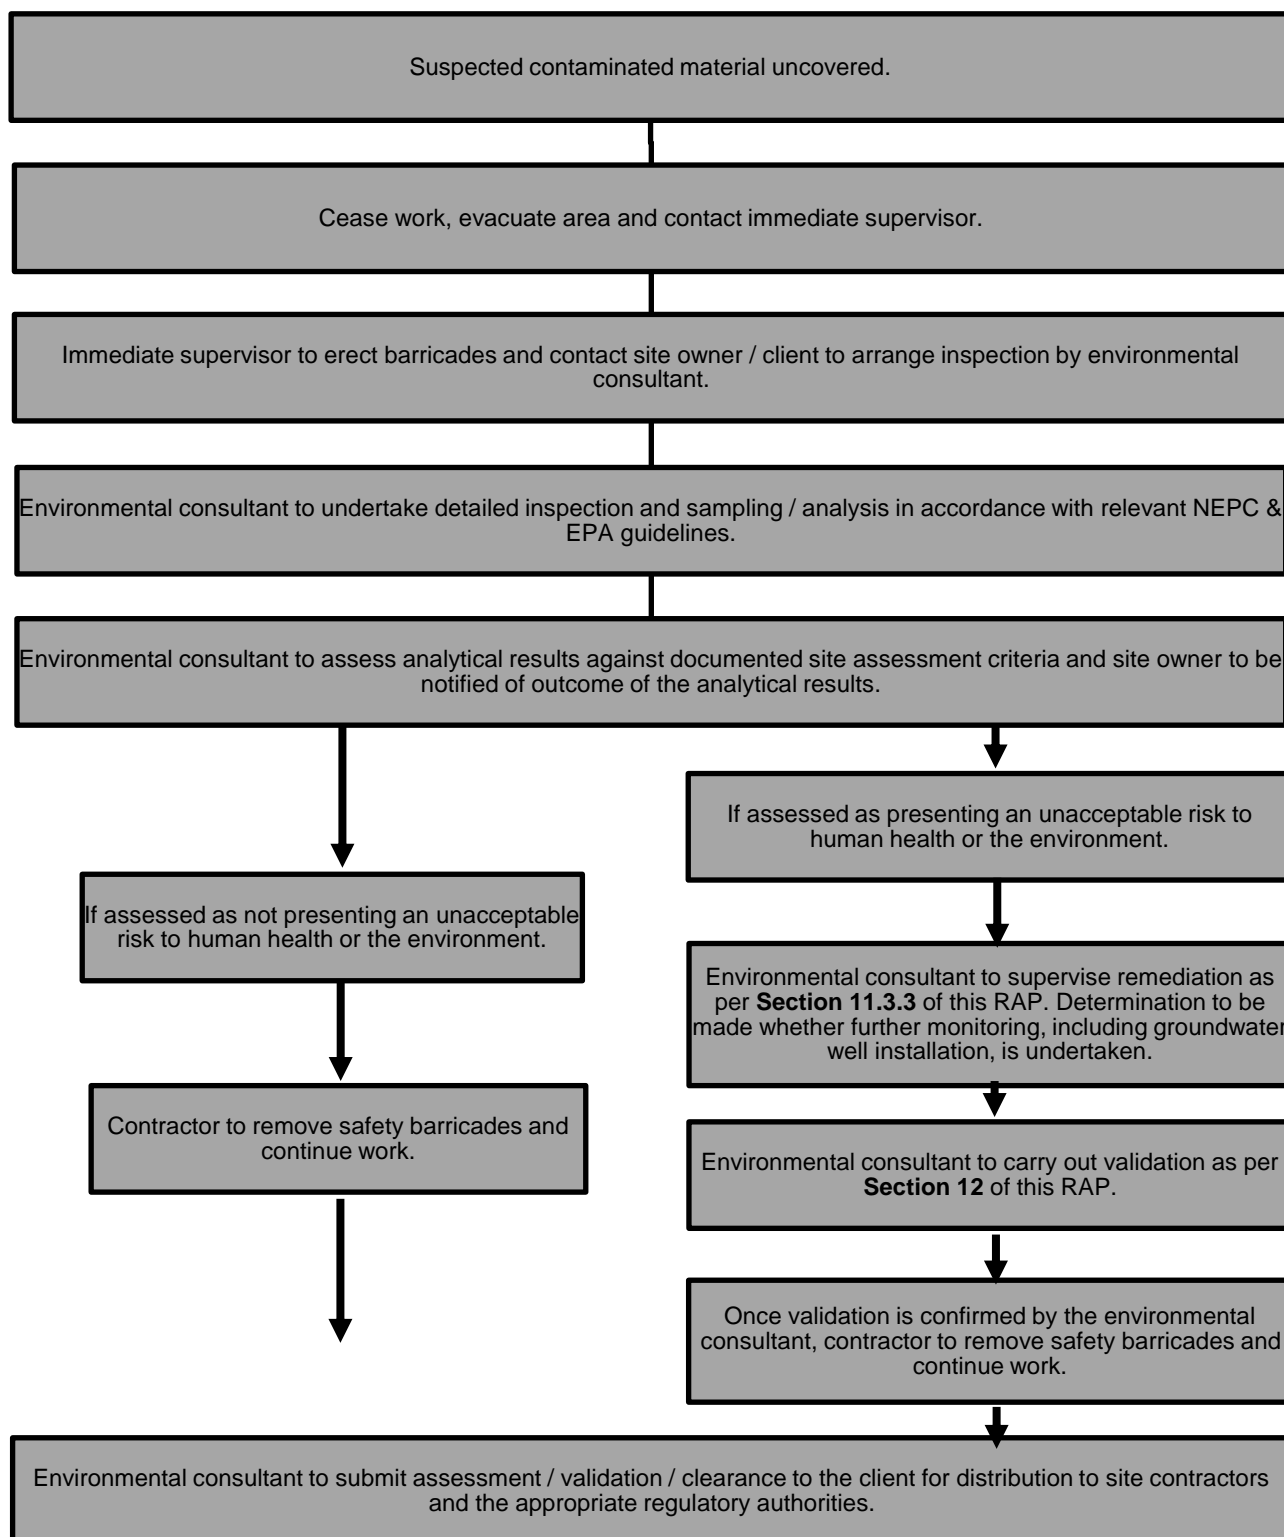 Suspected contaminated material uncovered.
Cease work, evacuate area and contact immediate supervisor.
Immediate supervisor to erect barricades and contact site owner / client to arrange inspection by environmental
consultant.
Environmental consultant to undertake detailed inspection and sampling / analysis in accordance with relevant NEPC &
EPA guidelines.
Environmental consultant to assess analytical results against documented site assessment criteria and site owner to be
notified of outcome of the analytical results.
If assessed as not presenting an unacceptable
risk to human health or the environment.
Contractor to remove safety barricades and
continue work.
If assessed as presenting an unacceptable risk to
human health or the environment.
Environmental consultant to supervise remediation as
per Section 11.3.3 of this RAP. Determination to be
made whether further monitoring, including groundwater
well installation, is undertaken.
Environmental consultant to carry out validation as per
Section 12 of this RAP.
Once validation is confirmed by the environmental
consultant, contractor to remove safety barricades and
continue work.
Environmental consultant to submit assessment / validation / clearance to the client for distribution to site contractors
and the appropriate regulatory authorities.